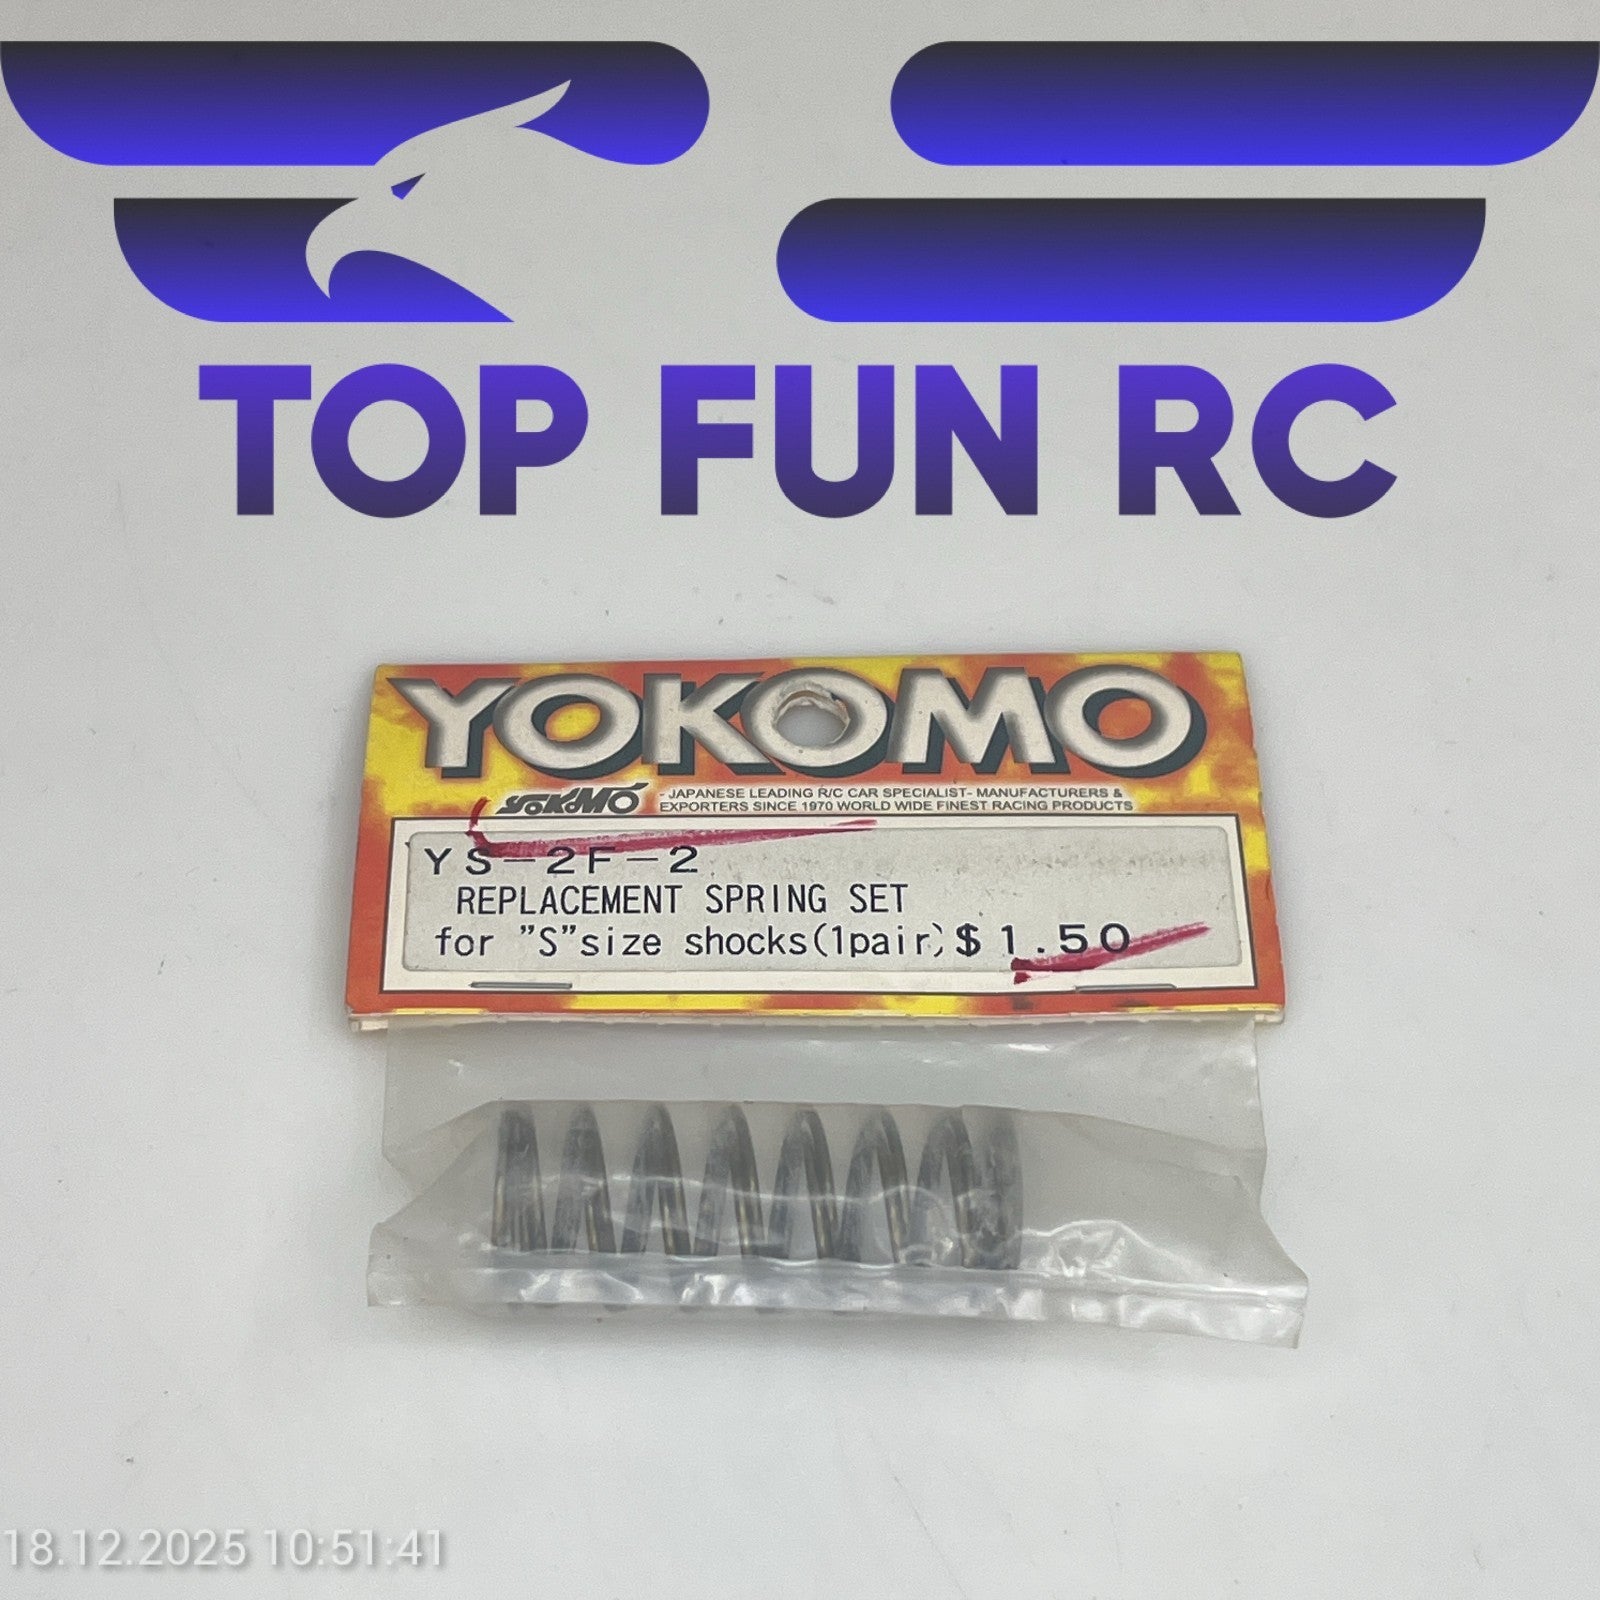 TOP FUN RC
YOKOMO
YOKOMO
- JAPANESE LEADING R/C CAR SPECIALIST- MANUFACTURERS &
EXPORTERS SINCE 1970 WORLD WIDE FINEST RACING PRODUCTS
YS-2F-2
REPLACEMENT SPRING SET
for "S"size shocks(1pair) $1.50
18.12.2025 10:51:41